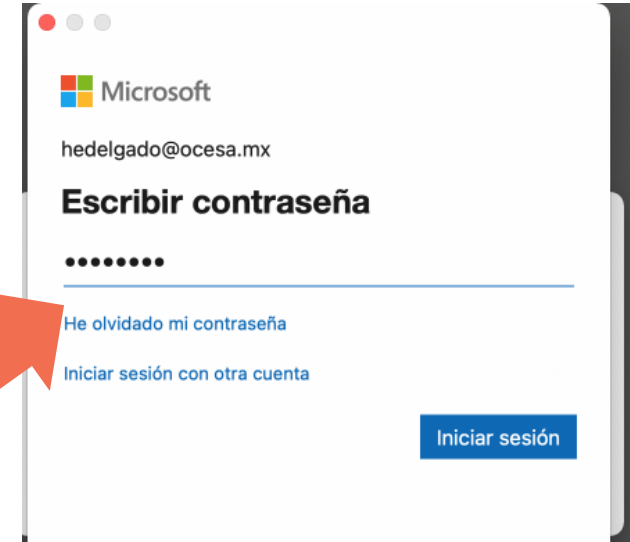 Microsoft
hedelgado@ocesa.mx
Escribir contraseña
••••••••
He olvidado mi contraseña
Iniciar sesión con otra cuenta
Iniciar sesión